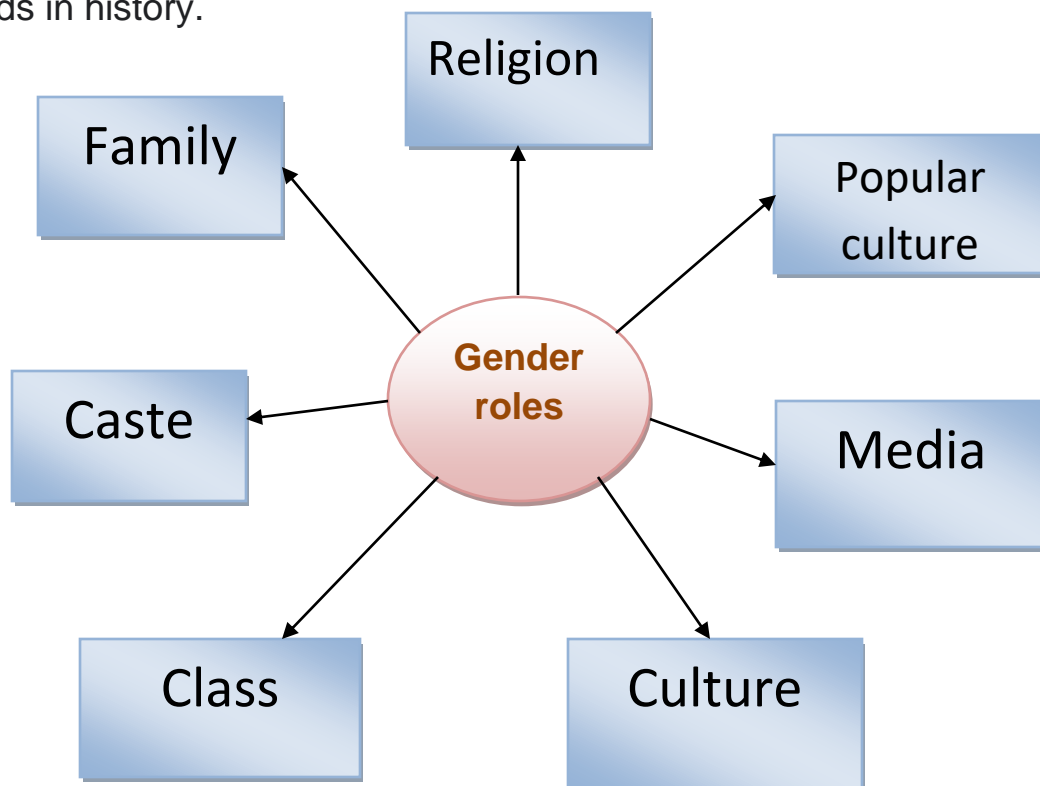 ds in history.
Religion
Family
Popular
culture
Gender
roles
Caste
Media
Class
Culture